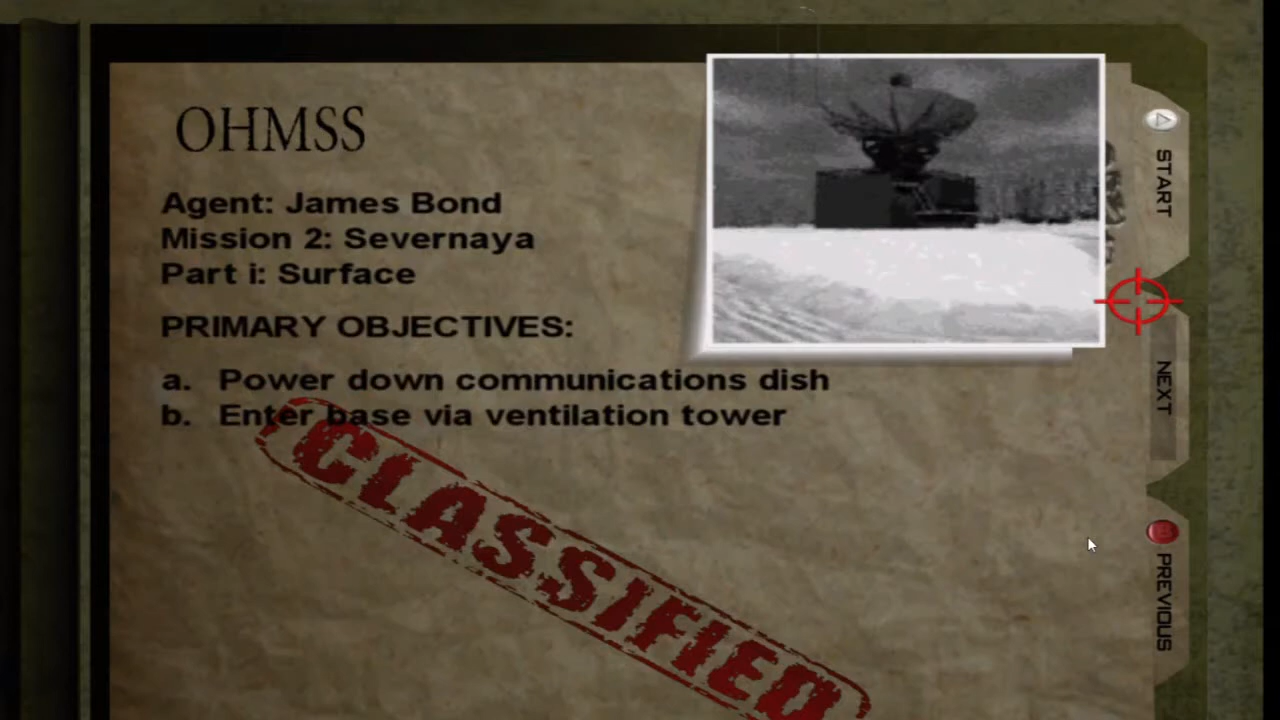 OHMSS
Agent: James Bond
Mission 2: Severnaya
Part i: Surface
PRIMARY OBJECTIVES:
a. Power down communications dish
b. Enter base via ventilation tower
CLASSIFIED
START
NEXT
PREVIOUS